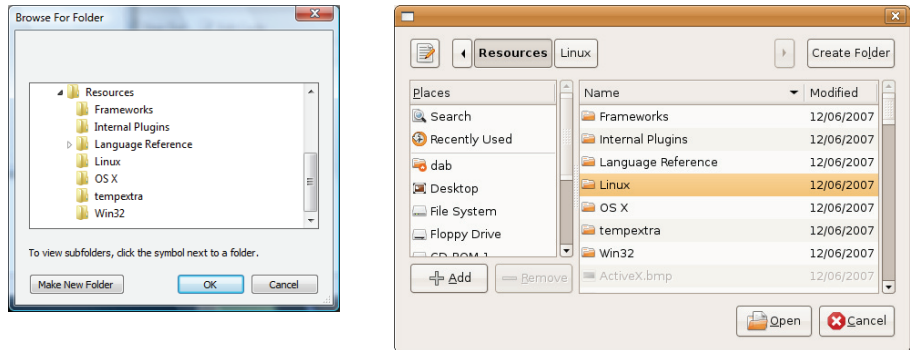 Browse For Folder
Resources
Frameworks
Internal Plugins
Language Reference
Linux
OS X
tempextra
Win32
To view subfolders, click the symbol next to a folder.
Make New Folder
OK
Cancel
Resources
Linux
Create Folder
Places
Search
Recently Used
dab
Desktop
File System
Floppy Drive
CD-ROM 1
Add
Remove
Name
Modified
Frameworks 12/06/2007
Internal Plugins 12/06/2007
Language Reference 12/06/2007
Linux 12/06/2007
OS X 12/06/2007
tempextra 12/06/2007
Win32 12/06/2007
ActiveX.bmp 12/06/2007
Open
Cancel